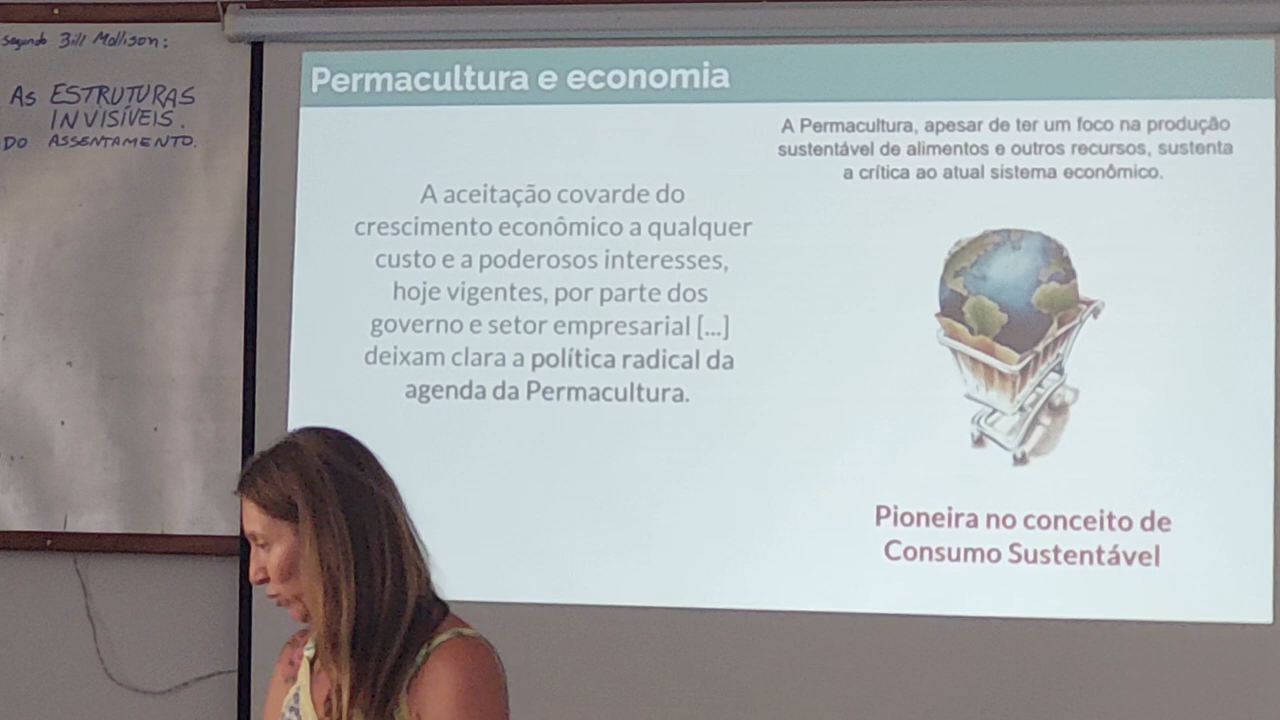 Segundo Bill Mollison:
AS ESTRUTURAS
INVISÍVEIS.
DO ASSENTAMENTO.
Permacultura e economia
A aceitação covarde do
crescimento econômico a qualquer
custo e a poderosos interesses,
hoje vigentes, por parte dos
governo e setor empresarial [...]
deixam clara a política radical da
agenda da Permacultura.
A Permacultura, apesar de ter um foco na produção
sustentável de alimentos e outros recursos, sustenta
a crítica ao atual sistema econômico.
Pioneira no conceito de
Consumo Sustentável